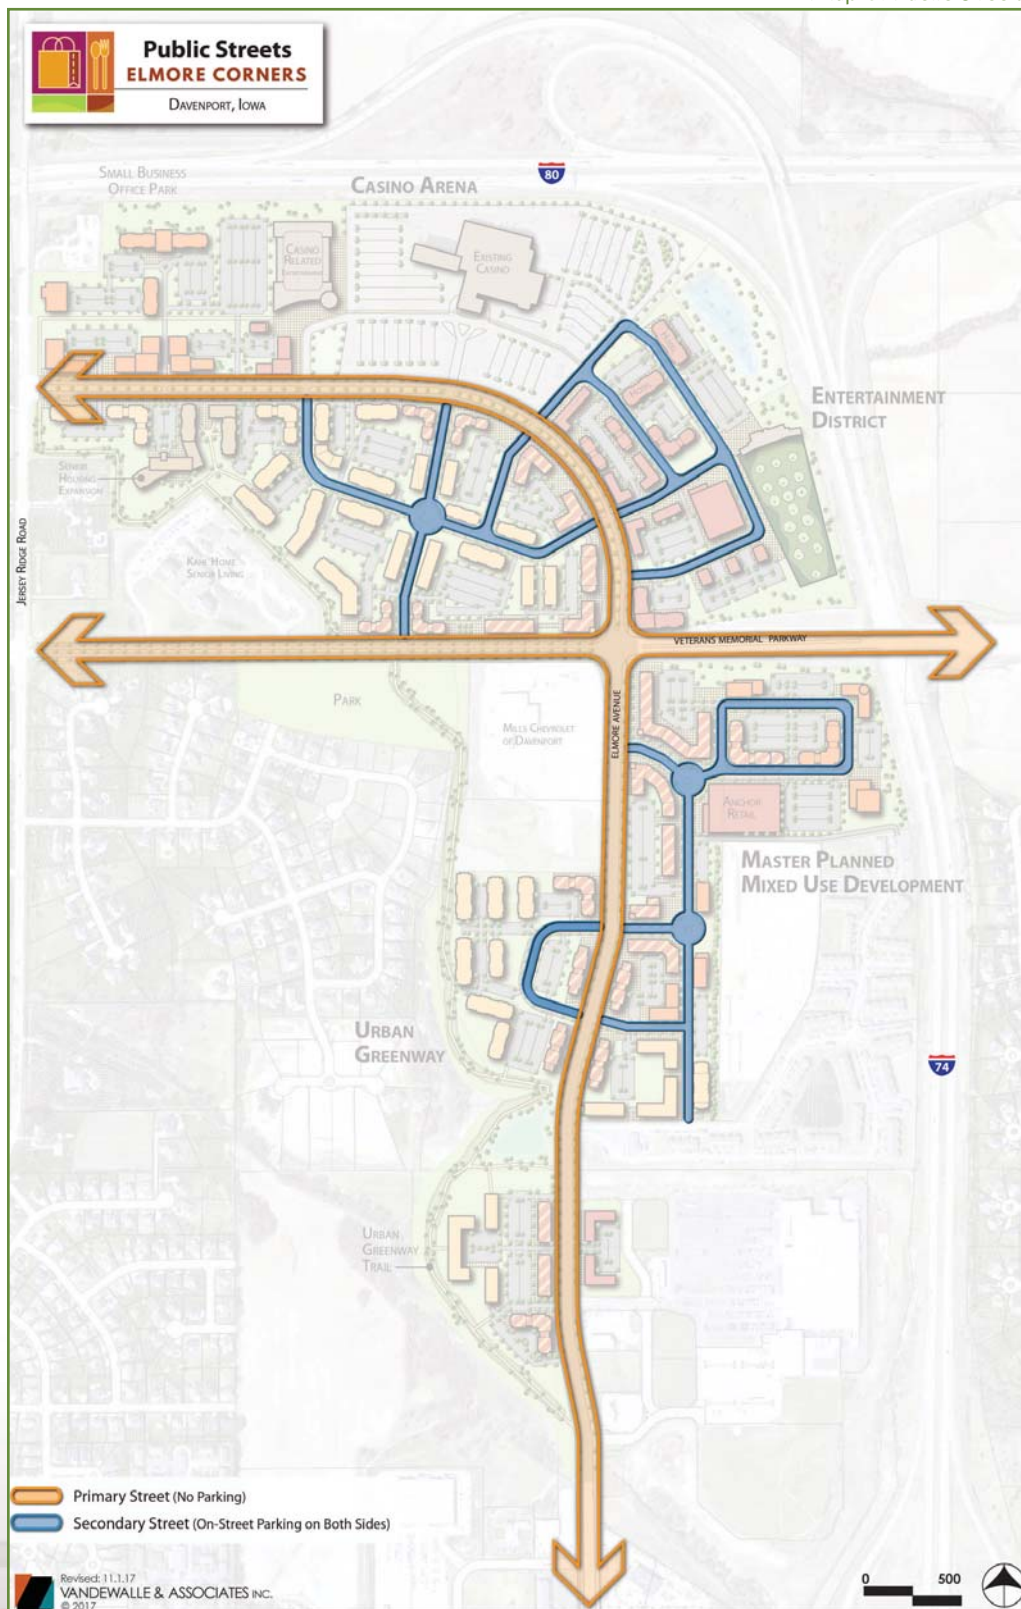 Public Streets
ELMORE CORNERS
DAVENPORT, IOWA
80
SMALL BUSINESS
OFFICE PARK
CASINO ARENA
CASINO
RELATED
EXISTING
CASINO
HOTEL
HOTEL
ENTERTAINMENT
DISTRICT
SENIOR
HOUSING
EXPANSION
JERSEY RIDGE ROAD
KAHL HOME
SENIOR LIVING
VETERANS MEMORIAL PARKWAY
PARK
MILLS CHEVROLET
OF DAVENPORT
ELMORE AVENUE
ANCHOR
RETAIL
MASTER PLANNED
MIXED USE DEVELOPMENT
URBAN
GREENWAY
74
URBAN
GREENWAY
TRAIL
Primary Street (No Parking)
Secondary Street (On-Street Parking on Both Sides)
Revised: 11.1.17
VANDEWALLE & ASSOCIATES INC.
© 2017
0 500